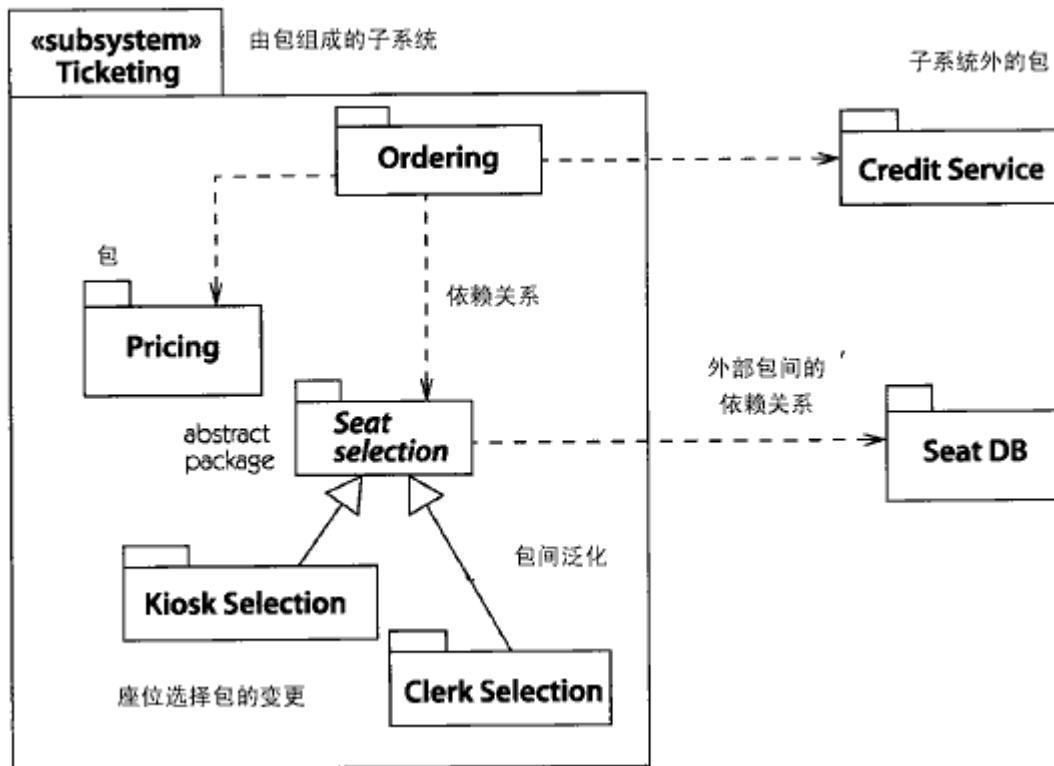 «subsystem»
Ticketing
由包组成的子系统
子系统外的包
Ordering
Credit Service
包
依赖关系
Pricing
外部包间的
依赖关系
abstract
package
Seat
selection
Seat DB
包间泛化
Kiosk Selection
Clerk Selection
座位选择包的变更